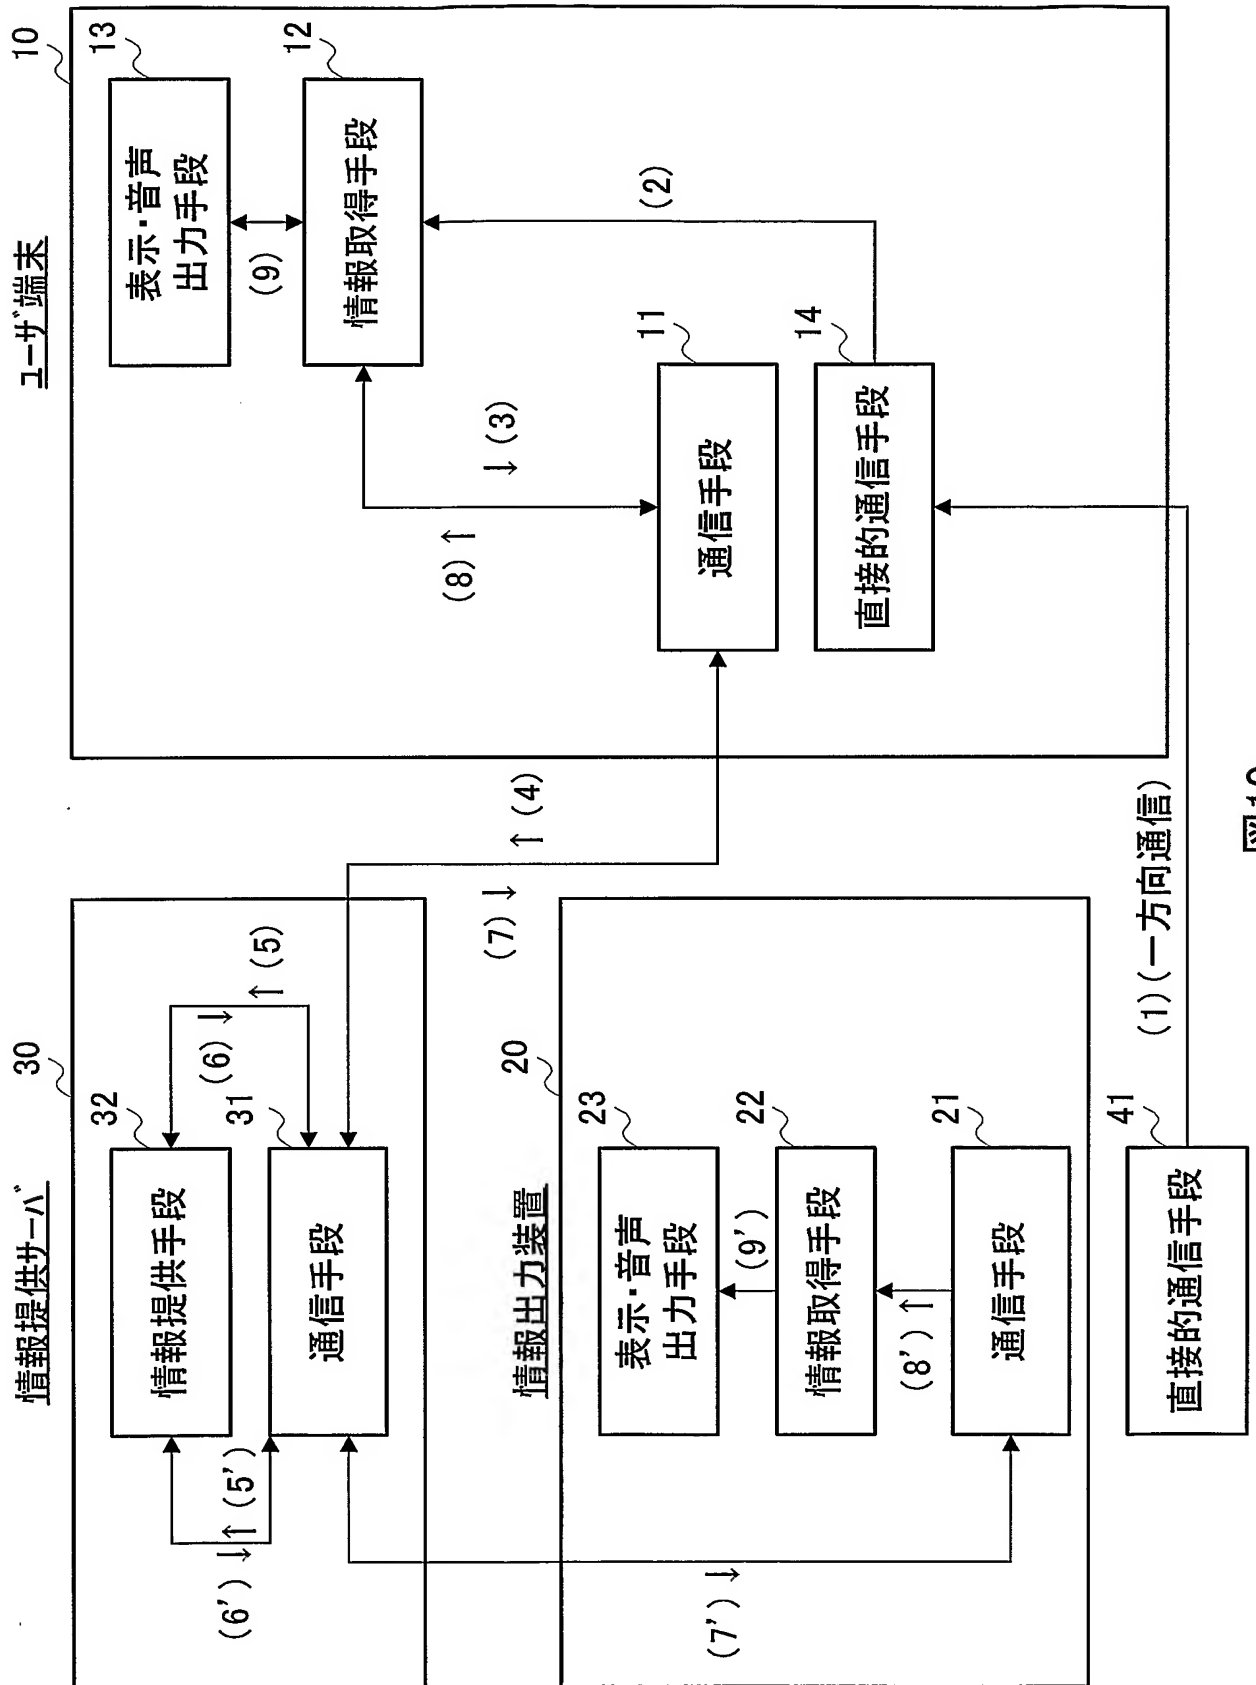 情報提供サーバ
30
情報提供手段
32
通信手段
31
(5) →
← (6)
(5') →
← (6')
情報出力装置
20
表示・音声
出力手段
23
情報取得手段
22
通信手段
21
(9')
(8') →
(7') ←
直接的通信手段
41
(1)(一方向通信)
(7) ←
→ (4)
ユーザ端末
10
表示・音声
出力手段
13
情報取得手段
12
(9)
(2)
← (3)
(8) →
通信手段
11
直接的通信手段
14